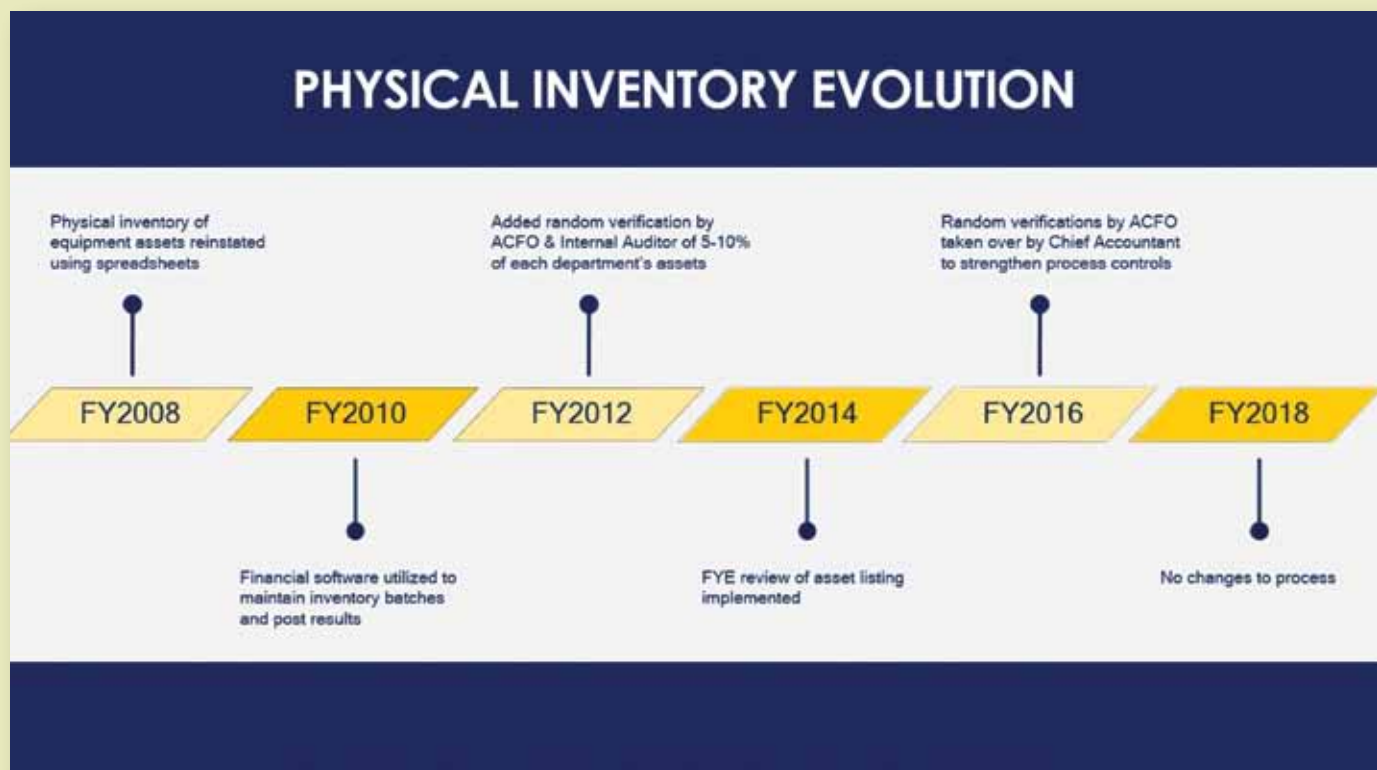 PHYSICAL INVENTORY EVOLUTION
Physical inventory of
equipment assets reinstated
using spreadsheets
Added random verification by
ACFO & Internal Auditor of 5-10%
of each department's assets
Random verifications by ACFO
taken over by Chief Accountant
to strengthen process controls
FY2008
FY2010
FY2012
FY2014
FY2016
FY2018
Financial software utilized to
maintain inventory batches
and post results
FYE review of asset listing
implemented
No changes to process